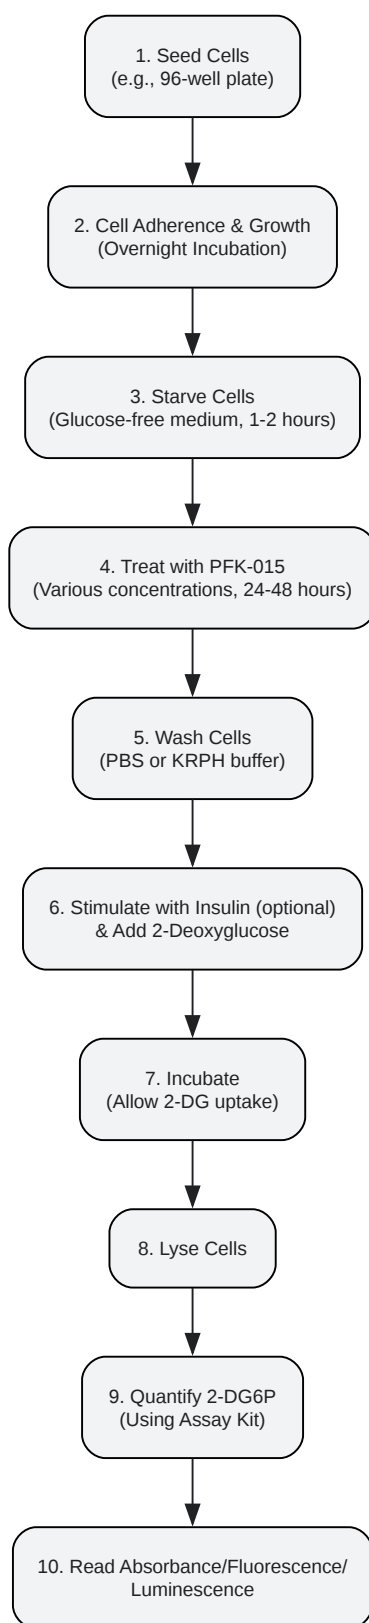 1. Seed Cells
(e.g., 96-well plate)
2. Cell Adherence & Growth
(Overnight Incubation)
3. Starve Cells
(Glucose-free medium, 1-2 hours)
4. Treat with PFK-015
(Various concentrations, 24-48 hours)
5. Wash Cells
(PBS or KRPH buffer)
6. Stimulate with Insulin (optional)
& Add 2-Deoxyglucose
7. Incubate
(Allow 2-DG uptake)
8. Lyse Cells
9. Quantify 2-DG6P
(Using Assay Kit)
10. Read Absorbance/Fluorescence/
Luminescence